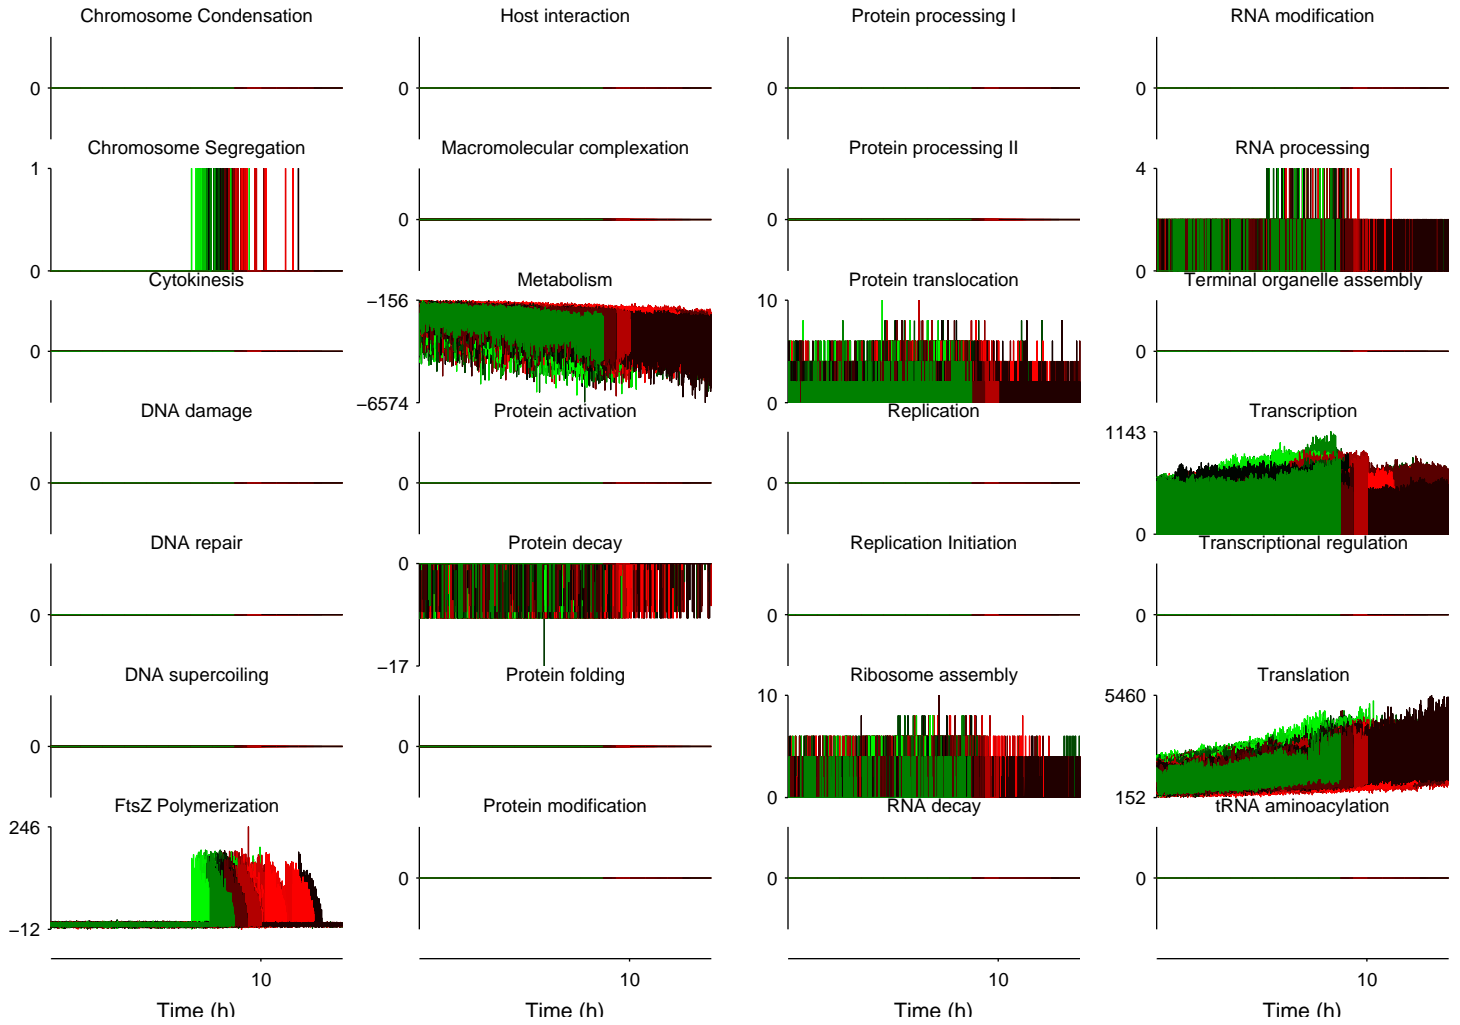 Chromosome Condensation
0
Chromosome Segregation
1
0
Cytokinesis
0
DNA damage
0
DNA repair
0
DNA supercoiling
0
FtsZ Polymerization
246
−12
10
Time (h)
Host interaction
0
Macromolecular complexation
0
Metabolism
−156
−6574
Protein activation
0
Protein decay
0
−17
Protein folding
0
Protein modification
0
10
Time (h)
Protein processing I
0
Protein processing II
0
Protein translocation
10
0
Replication
0
Replication Initiation
0
Ribosome assembly
10
0
RNA decay
0
10
Time (h)
RNA modification
0
RNA processing
4
0
Terminal organelle assembly
0
Transcription
1143
0
Transcriptional regulation
0
Translation
5460
152
tRNA aminoacylation
0
10
Time (h)